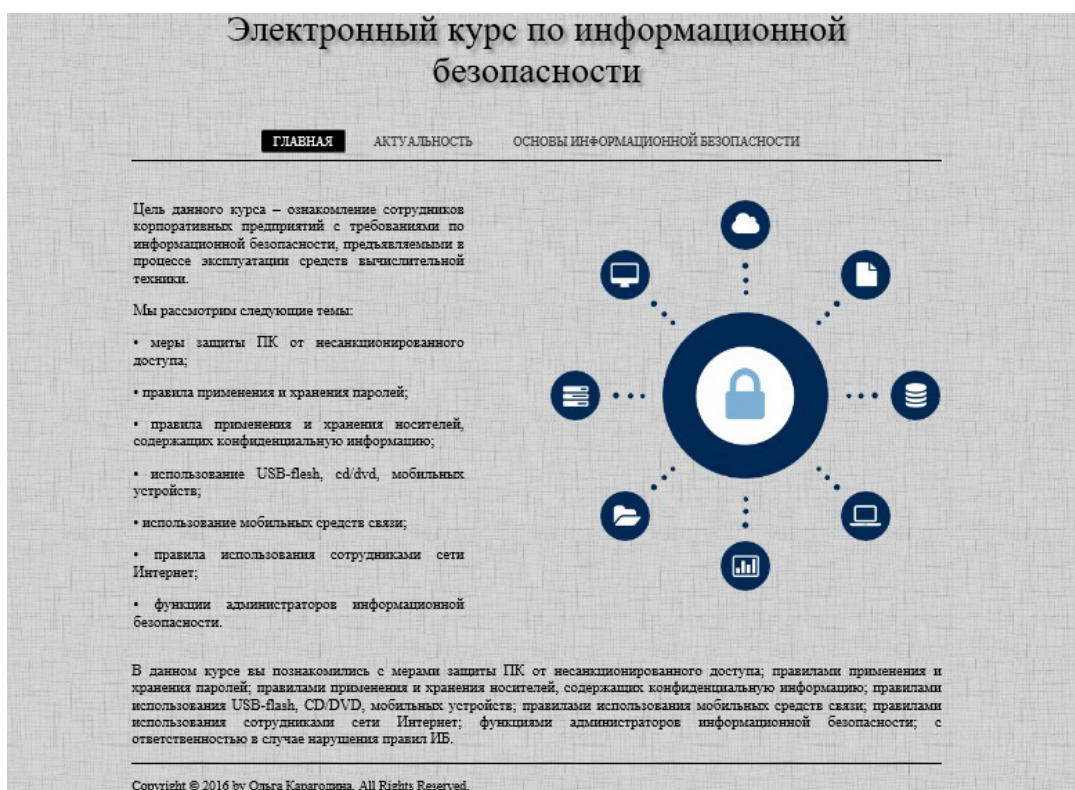 Электронный курс по информационной
безопасности
ГЛАВНАЯ АКТУАЛЬНОСТЬ ОСНОВЫ ИНФОРМАЦИОННОЙ БЕЗОПАСНОСТИ
Цель данного курса – ознакомление сотрудников
корпоративных предприятий с требованиями по
информационной безопасности, предъявляемыми в
процессе эксплуатации средств вычислительной
техники.
Мы рассмотрим следующие темы:
• меры защиты ПК от несанкционированного
доступа;
• правила применения и хранения паролей;
• правила применения и хранения носителей,
содержащих конфиденциальную информацию;
• использование USB-flesh, cd/dvd, мобильных
устройств;
• использование мобильных средств связи;
• правила использования сотрудниками сети
Интернет;
• функции администраторов информационной
безопасности.
В данном курсе вы познакомились с мерами защиты ПК от несанкционированного доступа; правилами применения и
хранения паролей; правилами применения и хранения носителей, содержащих конфиденциальную информацию; правилами
использования USB-flash, CD/DVD, мобильных устройств; правилами использования мобильных средств связи; правилами
использования сотрудниками сети Интернет; функциями администраторов информационной безопасности; с
ответственностью в случае нарушения правил ИБ.
Copyright © 2016 by Ольга Карагодина. All Rights Reserved.